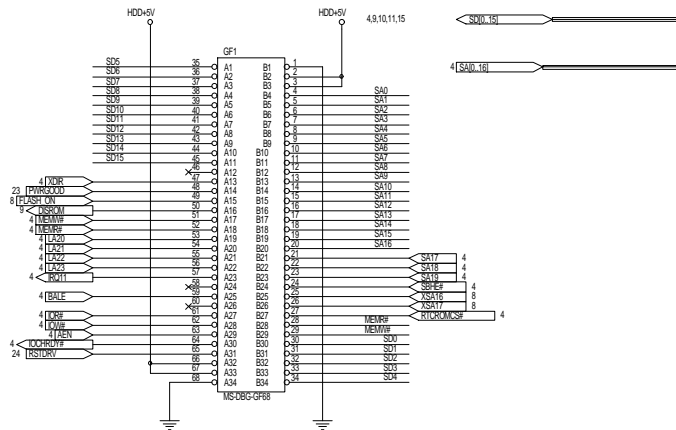 HDD+5V HDD+5V 4,9,10,11,15 SD[0..15]
4 SA[0..16]
GF1
SD5 35 A1 B1 1
SD6 36 A2 B2 2
SD7 37 A3 B3 3
SD8 38 A4 B4 4 SA0
SD9 39 A5 B5 5 SA1
SD10 40 A6 B6 6 SA2
SD11 41 A7 B7 7 SA3
SD12 42 A8 B8 8 SA4
SD13 43 A9 B9 9 SA5
SD14 44 A10 B10 10 SA6
SD15 45 A11 B11 11 SA7
46 A12 B12 12 SA8
4 XDIR 47 A13 B13 13 SA9
23 PWRGOOD 48 A14 B14 14 SA10
8 FLASH_ON 49 A15 B15 15 SA11
9 DISROM 50 A16 B16 16 SA12
4 MEMW# 51 A17 B17 17 SA13
4 MEMR# 52 A18 B18 18 SA14
4 LA20 53 A19 B19 19 SA15
4 LA21 54 A20 B20 20 SA16
4 LA22 55 A21 B21 21 SA17 4
4 LA23 56 A22 B22 22 SA18 4
4 IRQ11 57 A23 B23 23 SA19 4
58 A24 B24 24 SBHE# 4
4 BALE 59 A25 B25 25 XSA16 8
60 A26 B26 26 XSA17 8
4 IOR# 61 A27 B27 27 RTCROMCS# 4
4 IOW# 62 A28 B28 28 MEMR#
4 AEN 63 A29 B29 29 MEMW#
4 IOCHRDY# 64 A30 B30 30 SD0
24 RSTDRV 65 A31 B31 31 SD1
66 A32 B32 32 SD2
67 A33 B33 33 SD3
68 A34 B34 34 SD4
MS-DBG-GF68